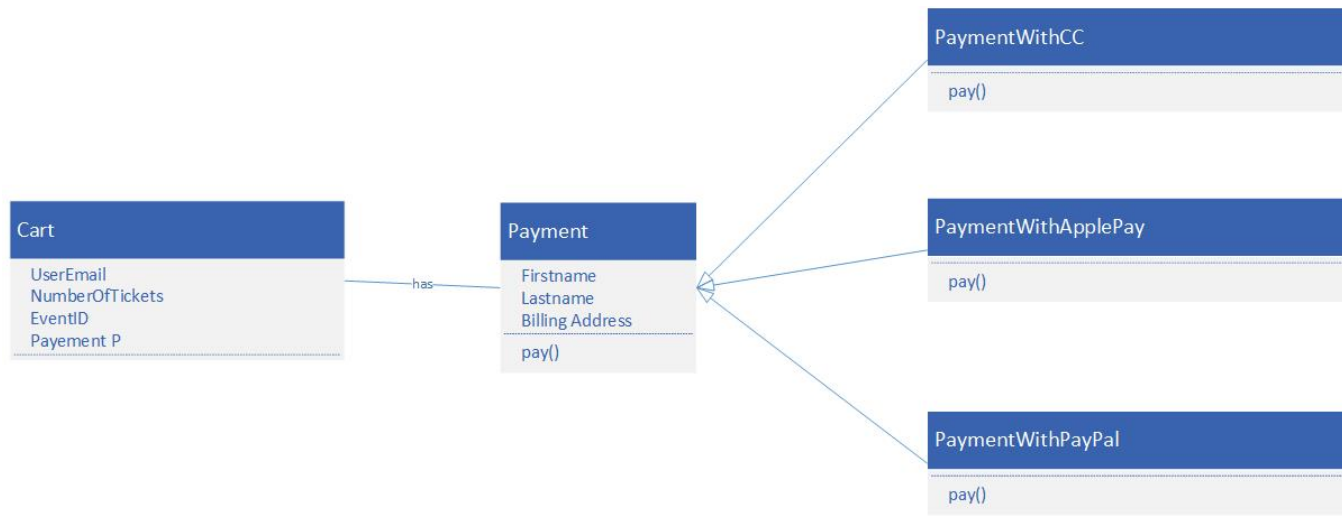 Cart
UserEmail
NumberOfTickets
EventID
Payement P
has
Payment
Firstname
Lastname
Billing Address
pay()
PaymentWithCC
pay()
PaymentWithApplePay
pay()
PaymentWithPayPal
pay()